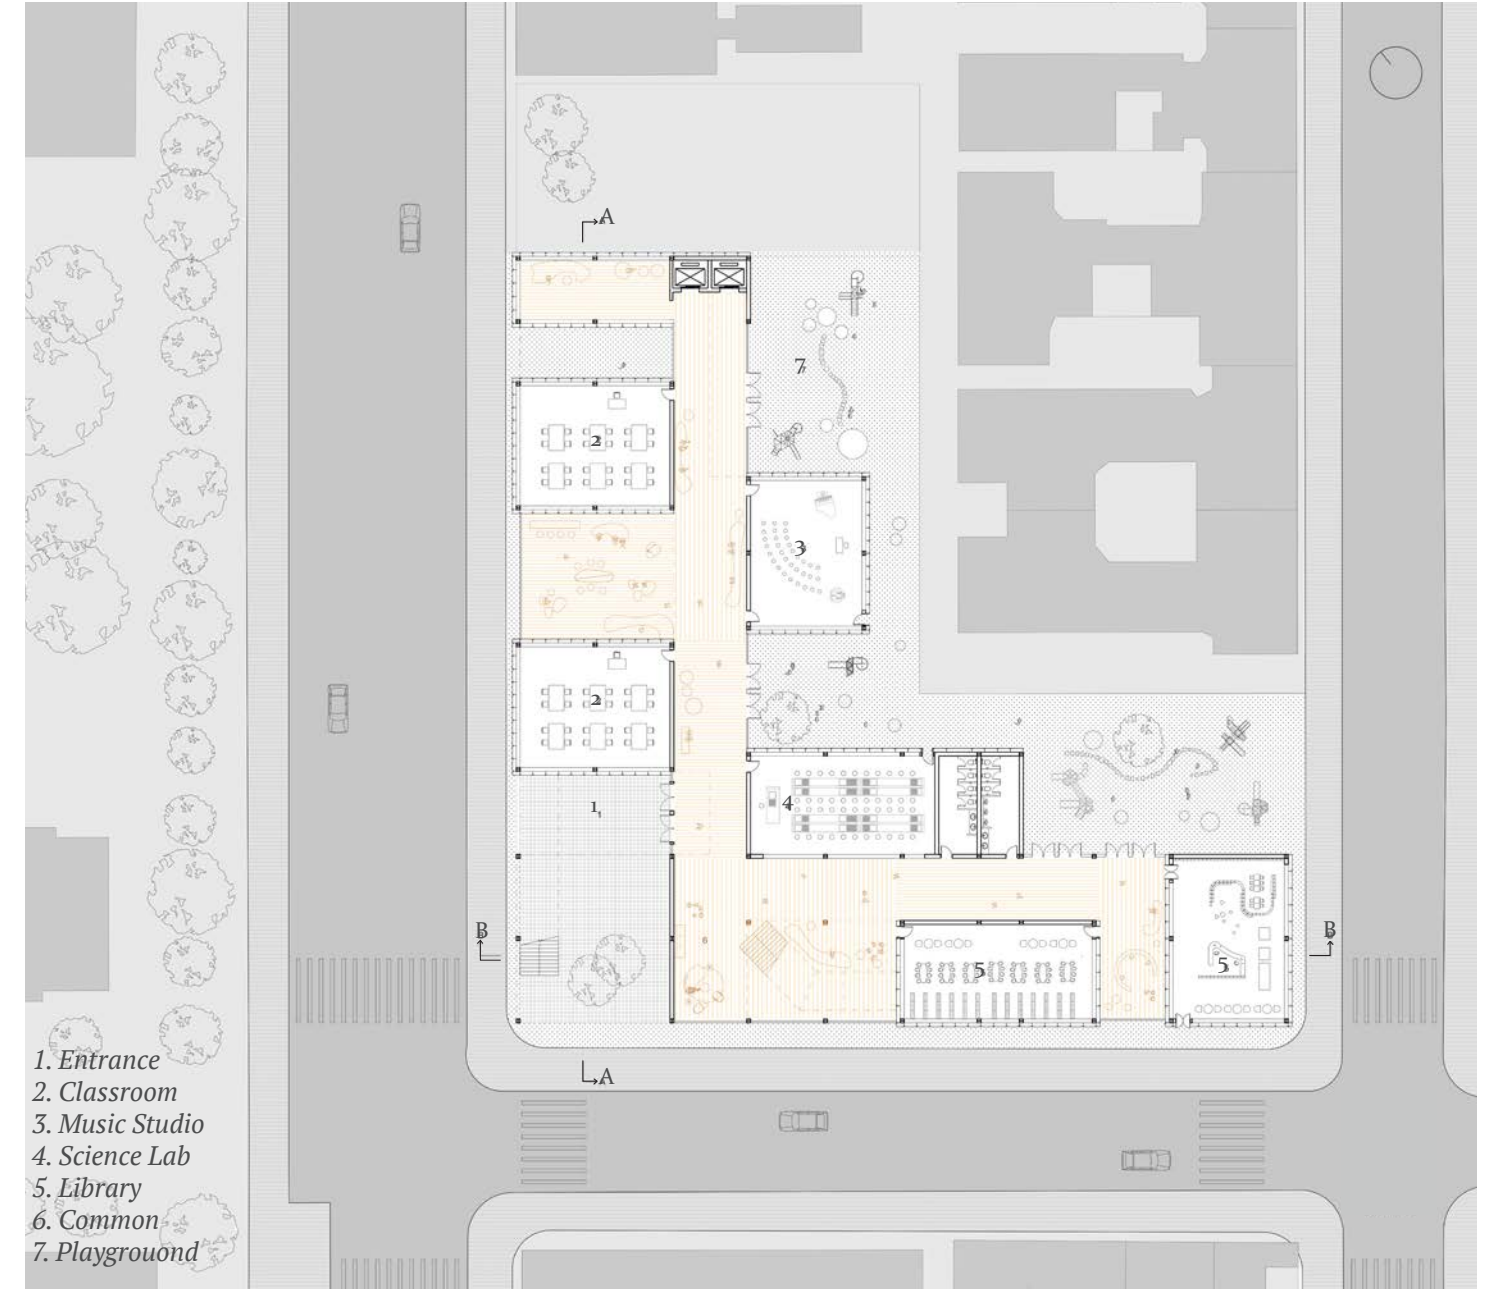 A
7
2
3
2
1
4
B
B
5
5
6
A
1. Entrance
2. Classroom
3. Music Studio
4. Science Lab
5. Library
6. Common
7. Playgrouond